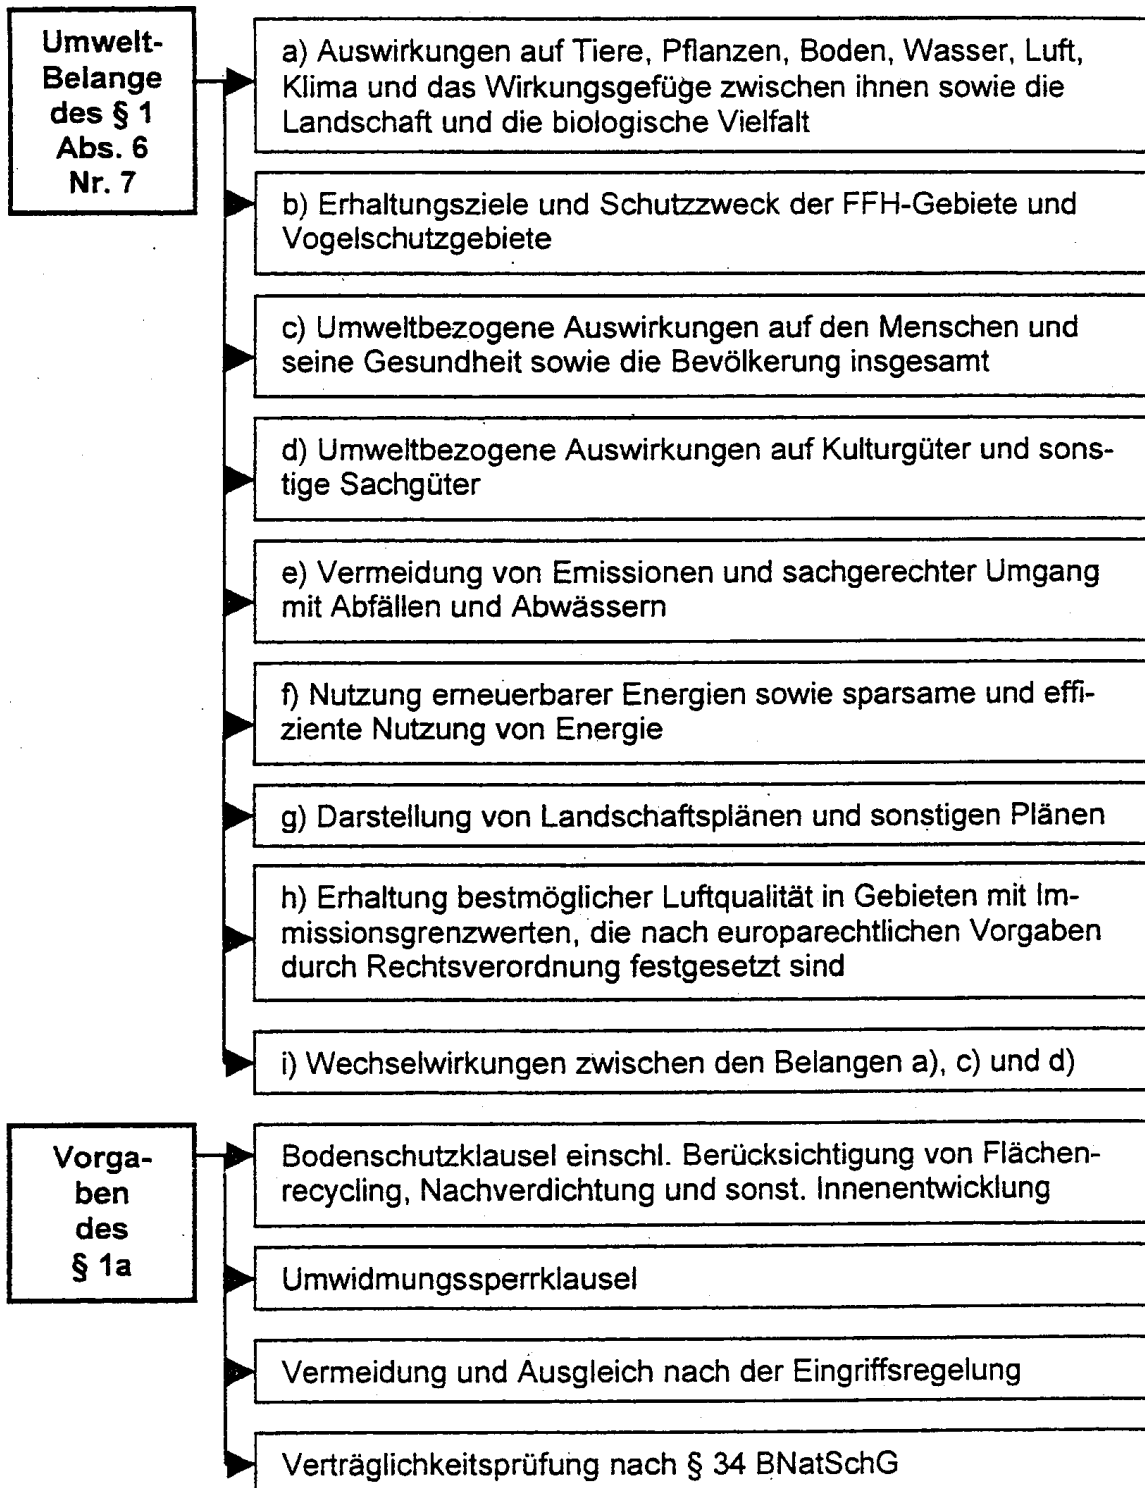 Umwelt-
Belange
des § 1
Abs. 6
Nr. 7
a) Auswirkungen auf Tiere, Pflanzen, Boden, Wasser, Luft,
Klima und das Wirkungsgefüge zwischen ihnen sowie die
Landschaft und die biologische Vielfalt
b) Erhaltungsziele und Schutzzweck der FFH-Gebiete und
Vogelschutzgebiete
c) Umweltbezogene Auswirkungen auf den Menschen und
seine Gesundheit sowie die Bevölkerung insgesamt
d) Umweltbezogene Auswirkungen auf Kulturgüter und sons-
tige Sachgüter
e) Vermeidung von Emissionen und sachgerechter Umgang
mit Abfällen und Abwässern
f) Nutzung erneuerbarer Energien sowie sparsame und effi-
ziente Nutzung von Energie
g) Darstellung von Landschaftsplänen und sonstigen Plänen
h) Erhaltung bestmöglicher Luftqualität in Gebieten mit Im-
missionsgrenzwerten, die nach europarechtlichen Vorgaben
durch Rechtsverordnung festgesetzt sind
i) Wechselwirkungen zwischen den Belangen a), c) und d)
Vorga-
ben
des
§ 1a
Bodenschutzklausel einschl. Berücksichtigung von Flächen-
recycling, Nachverdichtung und sonst. Innenentwicklung
Umwidmungssperrklausel
Vermeidung und Ausgleich nach der Eingriffsregelung
Verträglichkeitsprüfung nach § 34 BNatSchG